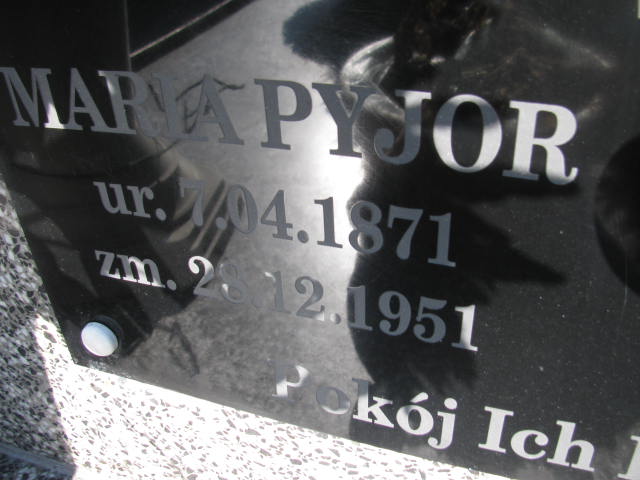 MARIA PYJOR
ur. 7.04.1871
zm. 28.12.1951
Pokój Ich